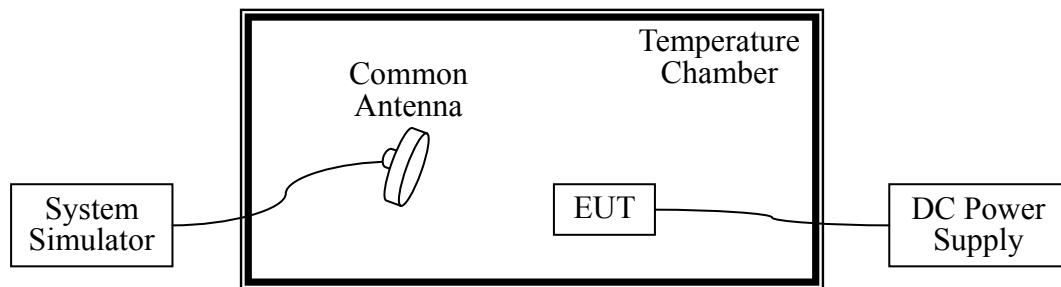 Temperature
Chamber
Common
Antenna
System
Simulator
EUT
DC Power
Supply